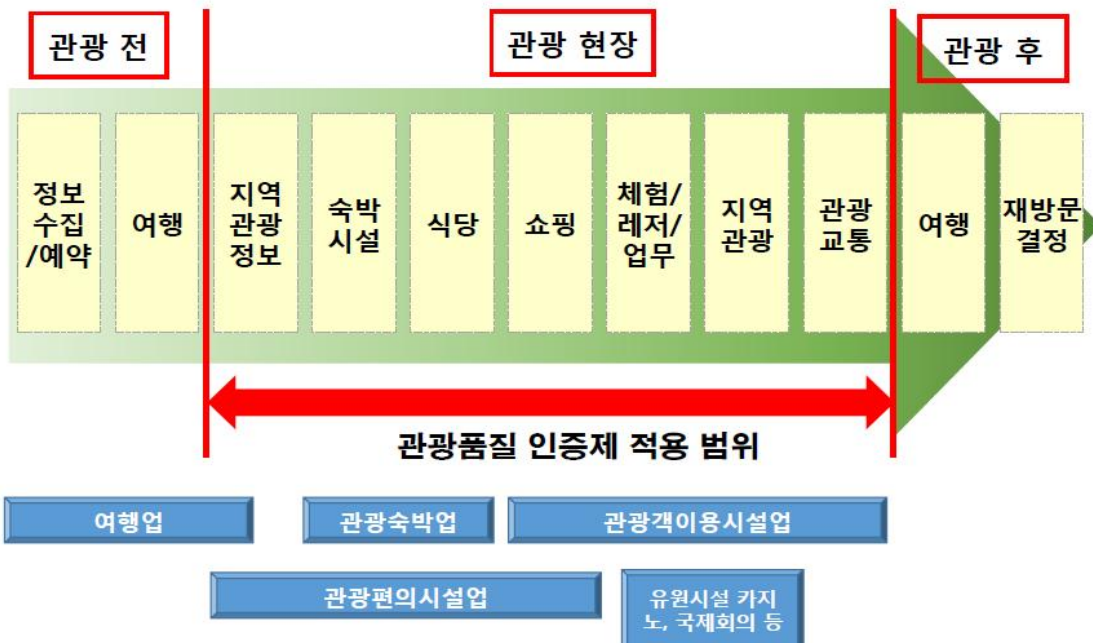 관광 전
관광 현장
관광 후
정보
수집
/예약
여행
지역
관광
정보
숙박
시설
식당
쇼핑
체험/
레저/
업무
지역
관광
관광
교통
여행
재방문
결정
관광품질 인증제 적용 범위
여행업
관광숙박업
관광객이용시설업
관광편의시설업
유원시설 카지
노, 국제회의 등